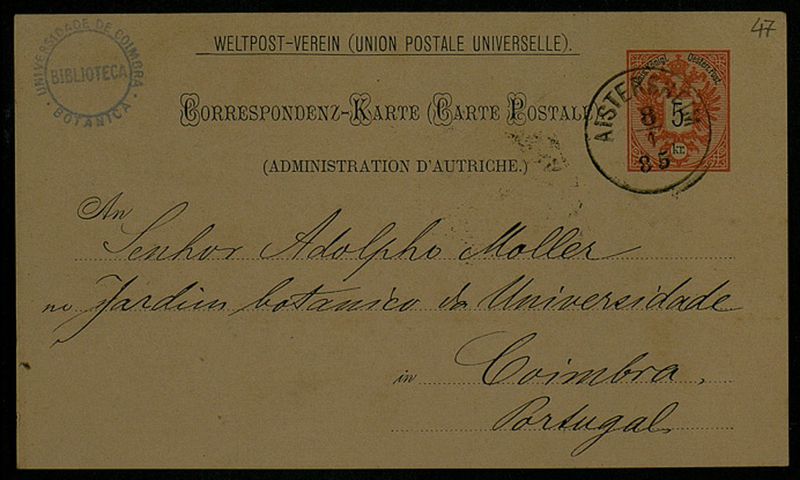 47
UNIVERSIDADE DE COIMBRA
BIBLIOTECA
BOTANICA
WELTPOST-VEREIN (UNION POSTALE UNIVERSELLE).
CORRESPONDENZ-KARTE (CARTE POSTALE
(ADMINISTRATION D'AUTRICHE.)
5
kr.
8
1
85
An
Senhor Adolpho Moller
no Jardim botanico da Universidade
in Coimbra,
Portugal